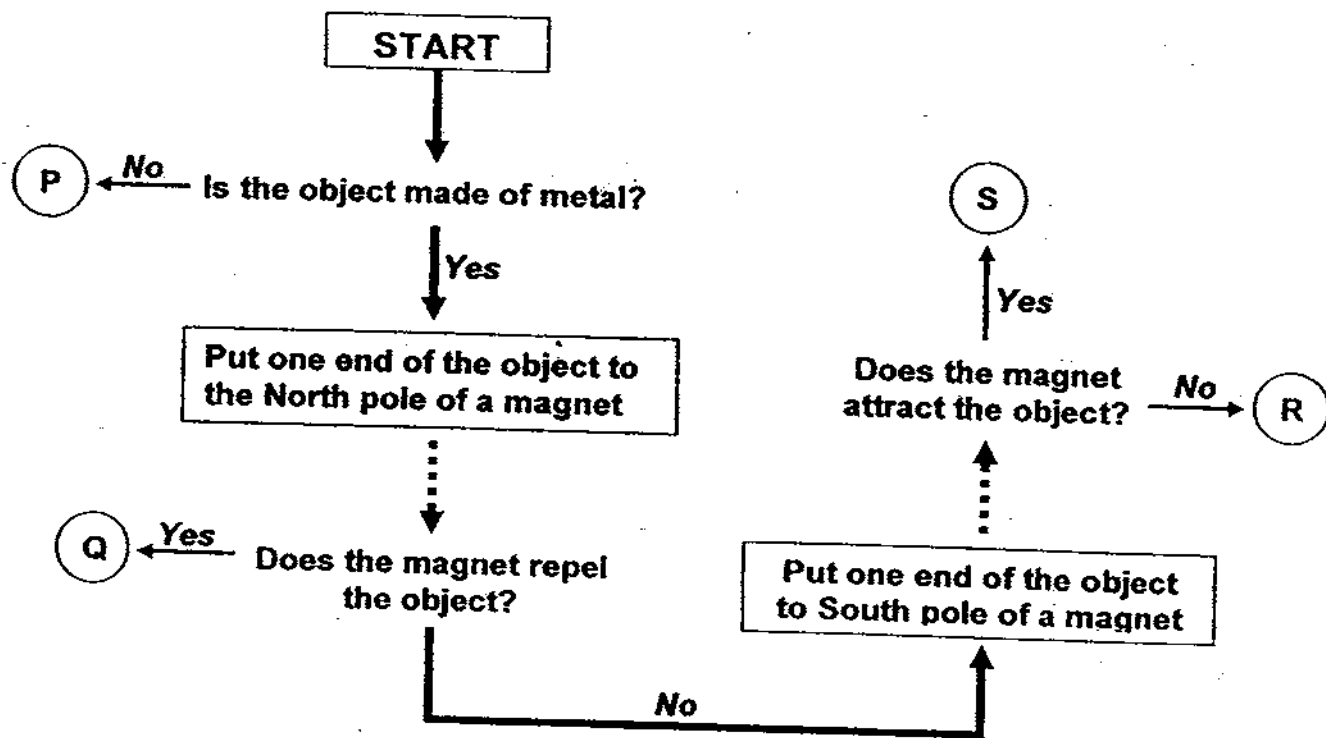 START
P
No
Is the object made of metal?
Yes
Put one end of the object to
the North pole of a magnet
Q
Yes
Does the magnet repel
the object?
No
Put one end of the object
to South pole of a magnet
Does the magnet
attract the object?
No
R
Yes
S